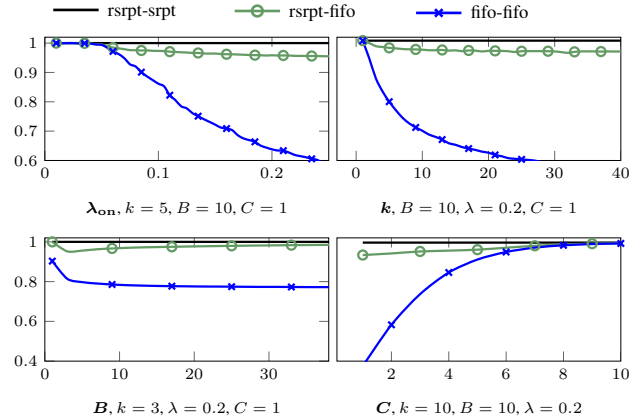 rsrpt-srpt rsrpt-fifo fifo-fifo
1
0.9
0.8
0.7
0.6
0 0.1 0.2
0 10 20 30 40
λon, k = 5, B = 10, C = 1
k, B = 10, λ = 0.2, C = 1
1
0.8
0.6
0.4
0 10 20 30
2 4 6 8 10
B, k = 3, λ = 0.2, C = 1
C, k = 10, B = 10, λ = 0.2